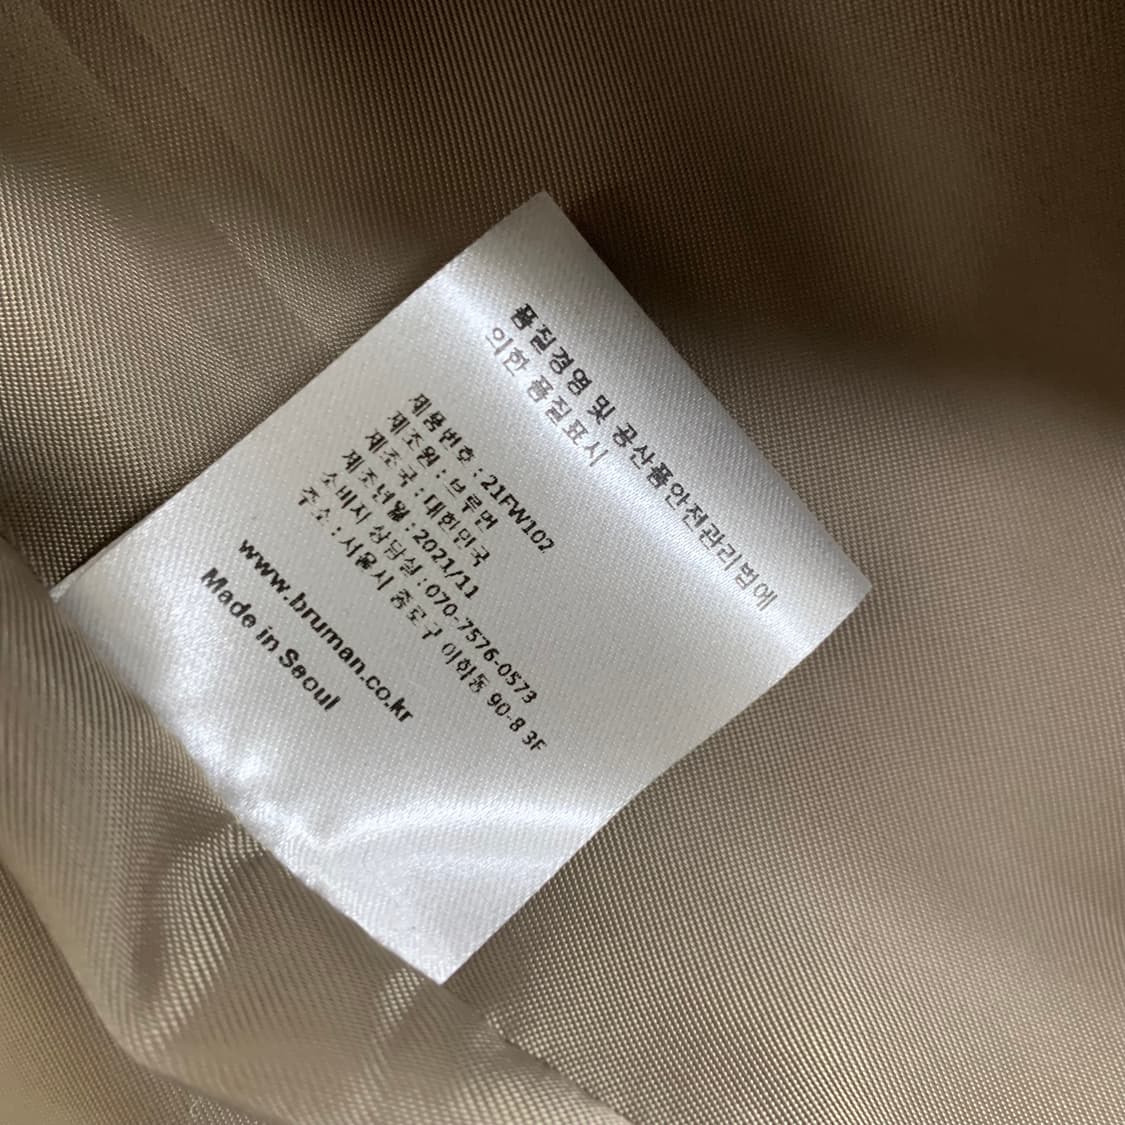 품질경영 및 공산품안전관리법에
의한 품질표시
제품번호 : 21FW102
제조원 : 브루먼
제조국 : 대한민국
제조년월 : 2021/11
소비자 상담실 : 070-7576-0573
주소 : 서울시 종로구 이화동 90-8 3F
www.bruman.co.kr
Made in Seoul